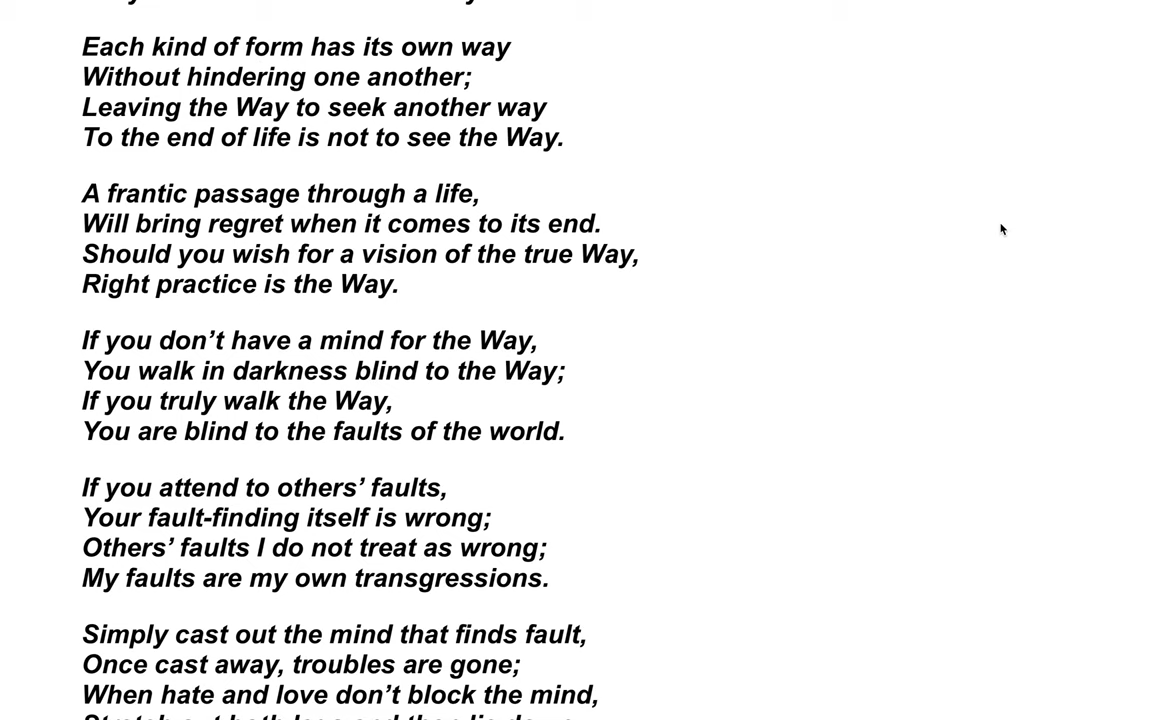 Each kind of form has its own way
Without hindering one another;
Leaving the Way to seek another way
To the end of life is not to see the Way.
A frantic passage through a life,
Will bring regret when it comes to its end.
Should you wish for a vision of the true Way,
Right practice is the Way.
If you don’t have a mind for the Way,
You walk in darkness blind to the Way;
If you truly walk the Way,
You are blind to the faults of the world.
If you attend to others’ faults,
Your fault-finding itself is wrong;
Others’ faults I do not treat as wrong;
My faults are my own transgressions.
Simply cast out the mind that finds fault,
Once cast away, troubles are gone;
When hate and love don’t block the mind,